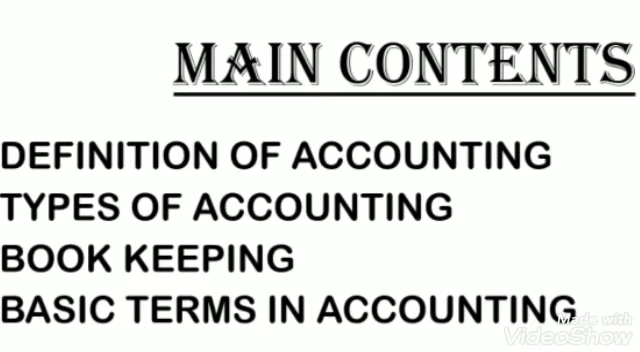 MAIN CONTENTS
DEFINITION OF ACCOUNTING
TYPES OF ACCOUNTING
BOOK KEEPING
BASIC TERMS IN ACCOUNTING
Made with
VideoShow